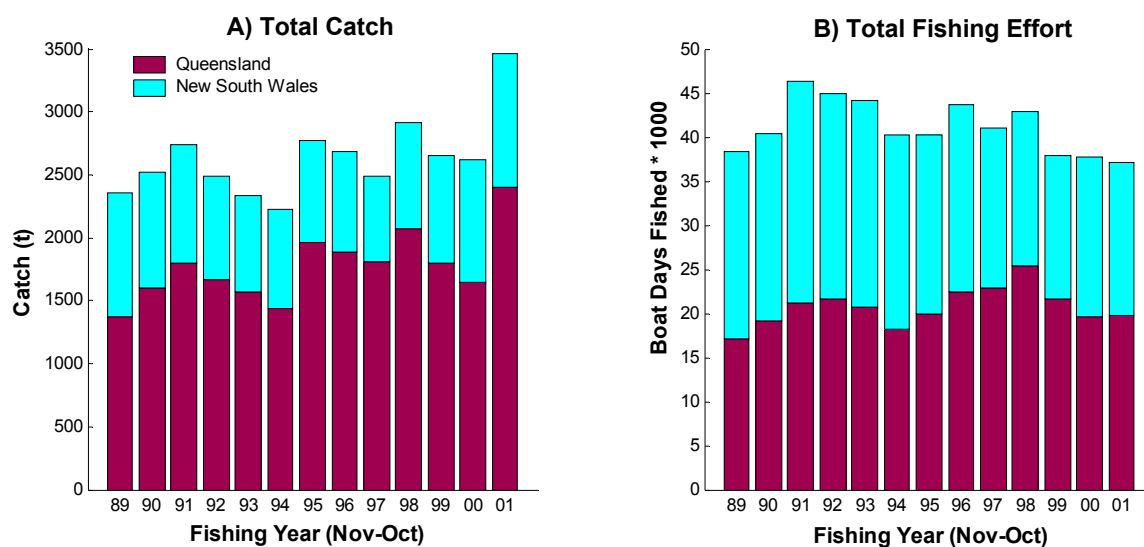 A) Total Catch
Queensland
New South Wales
3500
3000
2500
2000
1500
1000
500
0
Catch (t)
89 90 91 92 93 94 95 96 97 98 99 00 01
Fishing Year (Nov-Oct)
B) Total Fishing Effort
50
45
40
35
30
25
20
15
10
5
0
Boat Days Fished * 1000
89 90 91 92 93 94 95 96 97 98 99 00 01
Fishing Year (Nov-Oct)